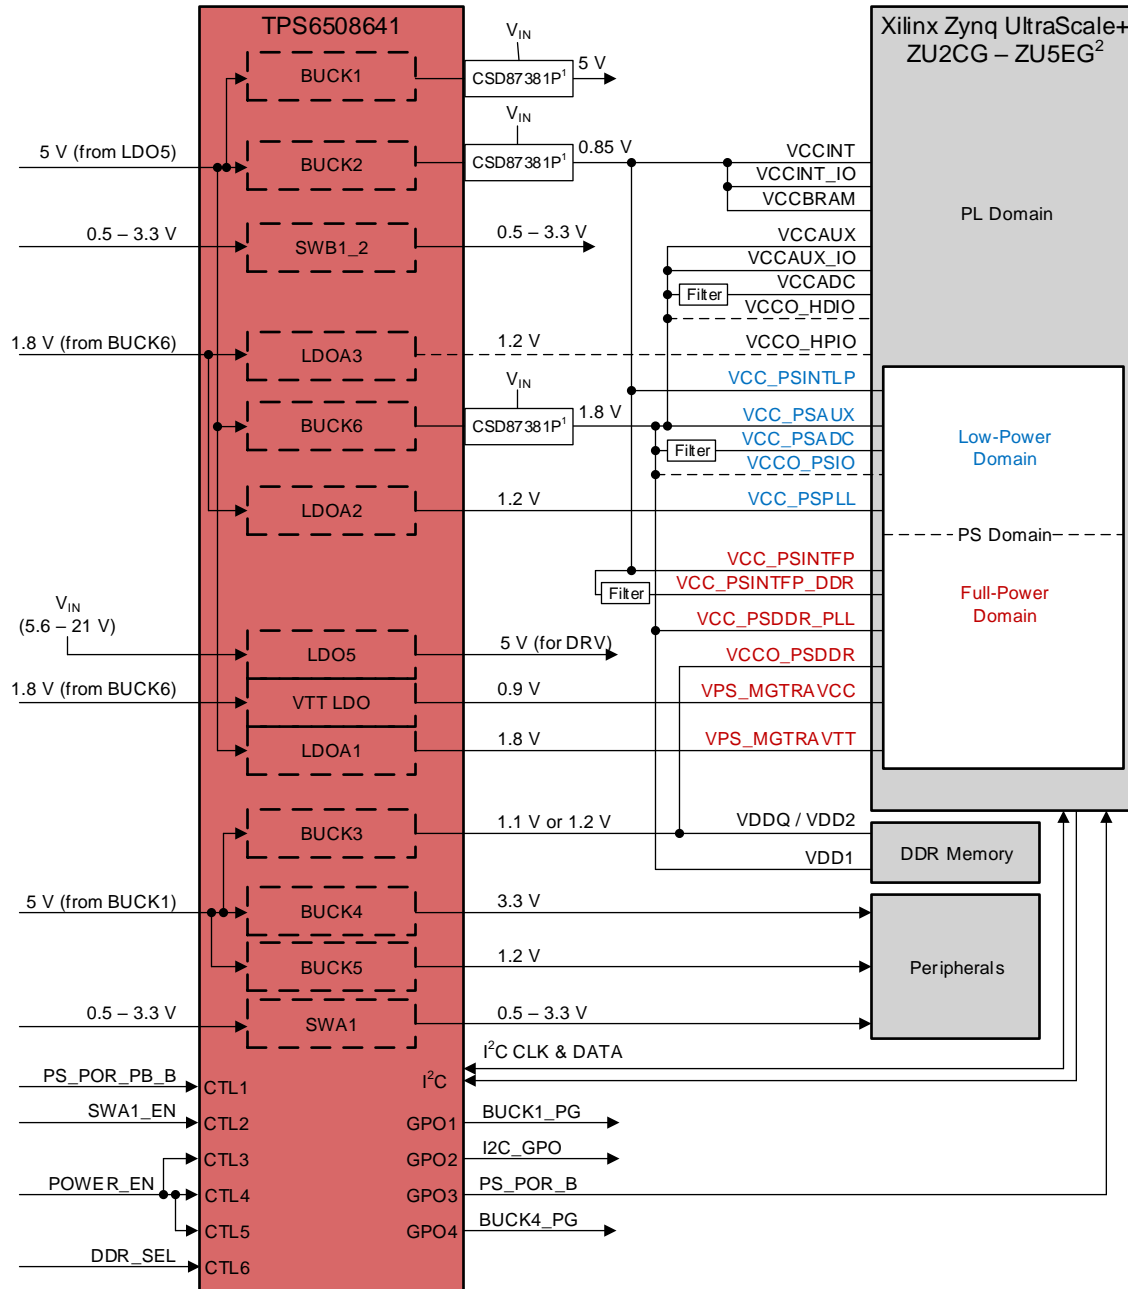 TPS6508641
Xilinx Zynq UltraScale+
ZU2CG – ZU5EG²
V_IN
BUCK1
CSD87381P¹
5 V
V_IN
5 V (from LDO5)
BUCK2
CSD87381P¹
0.85 V
VCCINT
VCCINT_IO
VCCBRAM
PL Domain
0.5 – 3.3 V
SWB1_2
0.5 – 3.3 V
VCCAUX
VCCAUX_IO
VCCADC
Filter
VCCO_HDIO
1.8 V (from BUCK6)
LDOA3
1.2 V
VCCO_HPIO
V_IN
VCC_PSINTLP
BUCK6
CSD87381P¹
1.8 V
VCC_PSAUX
VCC_PSADC
Filter
VCCO_PSIO
Low-Power
Domain
LDOA2
1.2 V
VCC_PSPLL
PS Domain
VCC_PSINTFP
VCC_PSINTFP_DDR
Filter
Full-Power
Domain
V_IN
(5.6 – 21 V)
VCC_PSDDR_PLL
LDO5
5 V (for DRV)
VCCO_PSDDR
1.8 V (from BUCK6)
VTT LDO
0.9 V
VPS_MGTRAVCC
LDOA1
1.8 V
VPS_MGTRAVTT
BUCK3
1.1 V or 1.2 V
VDDQ / VDD2
VDD1
DDR Memory
5 V (from BUCK1)
BUCK4
3.3 V
BUCK5
1.2 V
Peripherals
0.5 – 3.3 V
SWA1
0.5 – 3.3 V
I²C CLK & DATA
PS_POR_PB_B
CTL1
I²C
SWA1_EN
CTL2
GPO1
BUCK1_PG
CTL3
GPO2
I2C_GPO
POWER_EN
CTL4
GPO3
PS_POR_B
CTL5
GPO4
BUCK4_PG
DDR_SEL
CTL6